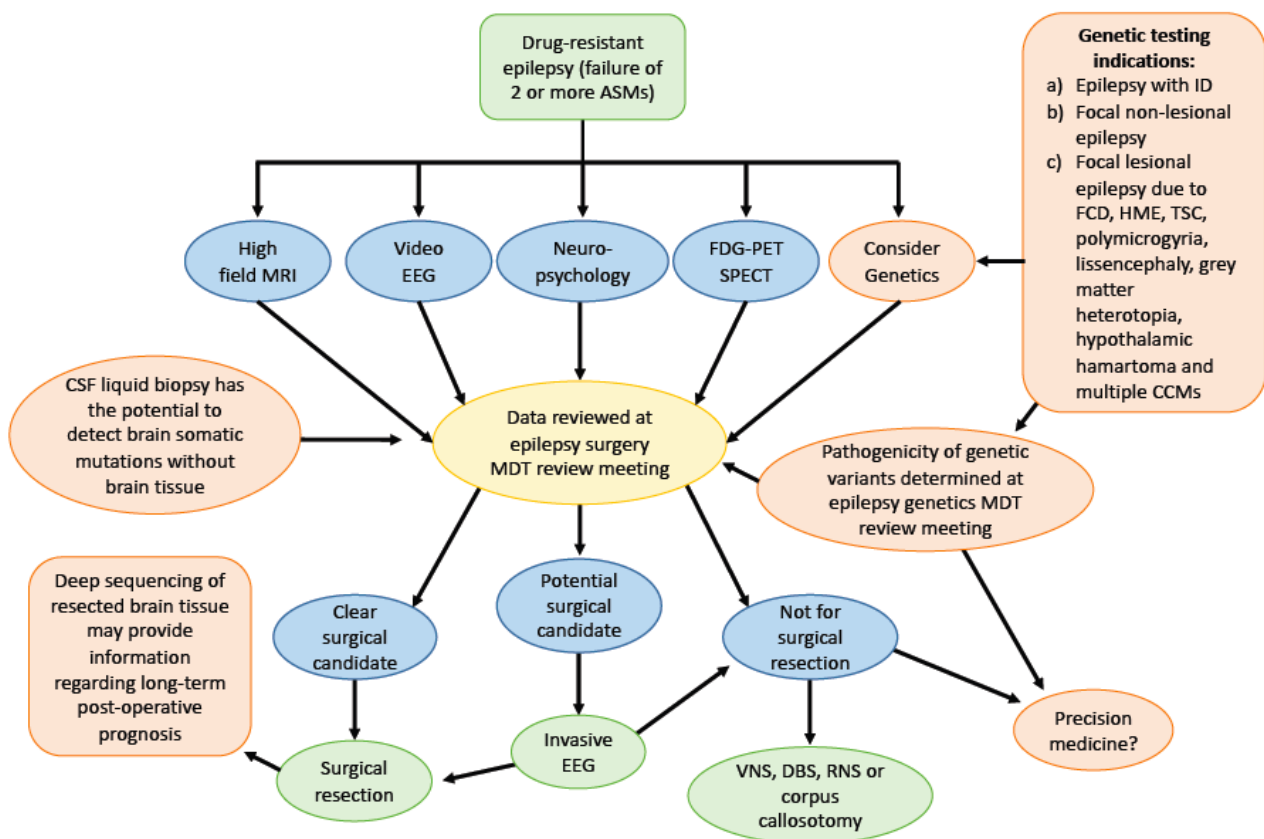 Drug-resistant
epilepsy (failure of
2 or more ASMs)
Genetic testing
indications:
a) Epilepsy with ID
b) Focal non-lesional
epilepsy
c) Focal lesional
epilepsy due to
FCD, HME, TSC,
polymicrogyria,
lissencephaly, grey
matter
heterotopia,
hypothalamic
hamartoma and
multiple CCMs
High
field MRI
Video
EEG
Neuro-
psychology
FDG-PET
SPECT
Consider
Genetics
CSF liquid biopsy has
the potential to
detect brain somatic
mutations without
brain tissue
Data reviewed at
epilepsy surgery
MDT review meeting
Pathogenicity of genetic
variants determined at
epilepsy genetics MDT
review meeting
Deep sequencing of
resected brain tissue
may provide
information
regarding long-term
post-operative
prognosis
Clear
surgical
candidate
Potential
surgical
candidate
Not for
surgical
resection
Precision
medicine?
Surgical
resection
Invasive
EEG
VNS, DBS, RNS or
corpus
callosotomy